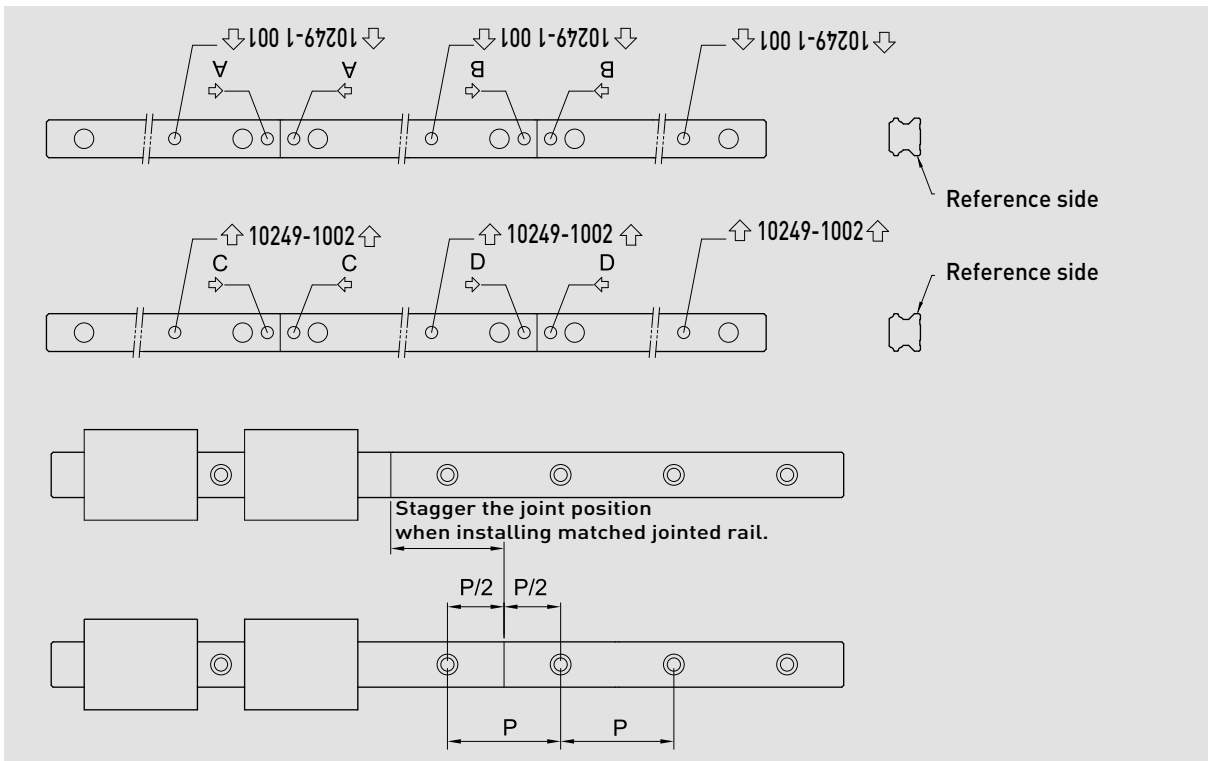 10249-1 001 10249-1 001 10249-1 001
A A B B
Reference side
10249-1002 10249-1002 10249-1002
C C D D
Reference side
Stagger the joint position
when installing matched jointed rail.
P/2 P/2
P P